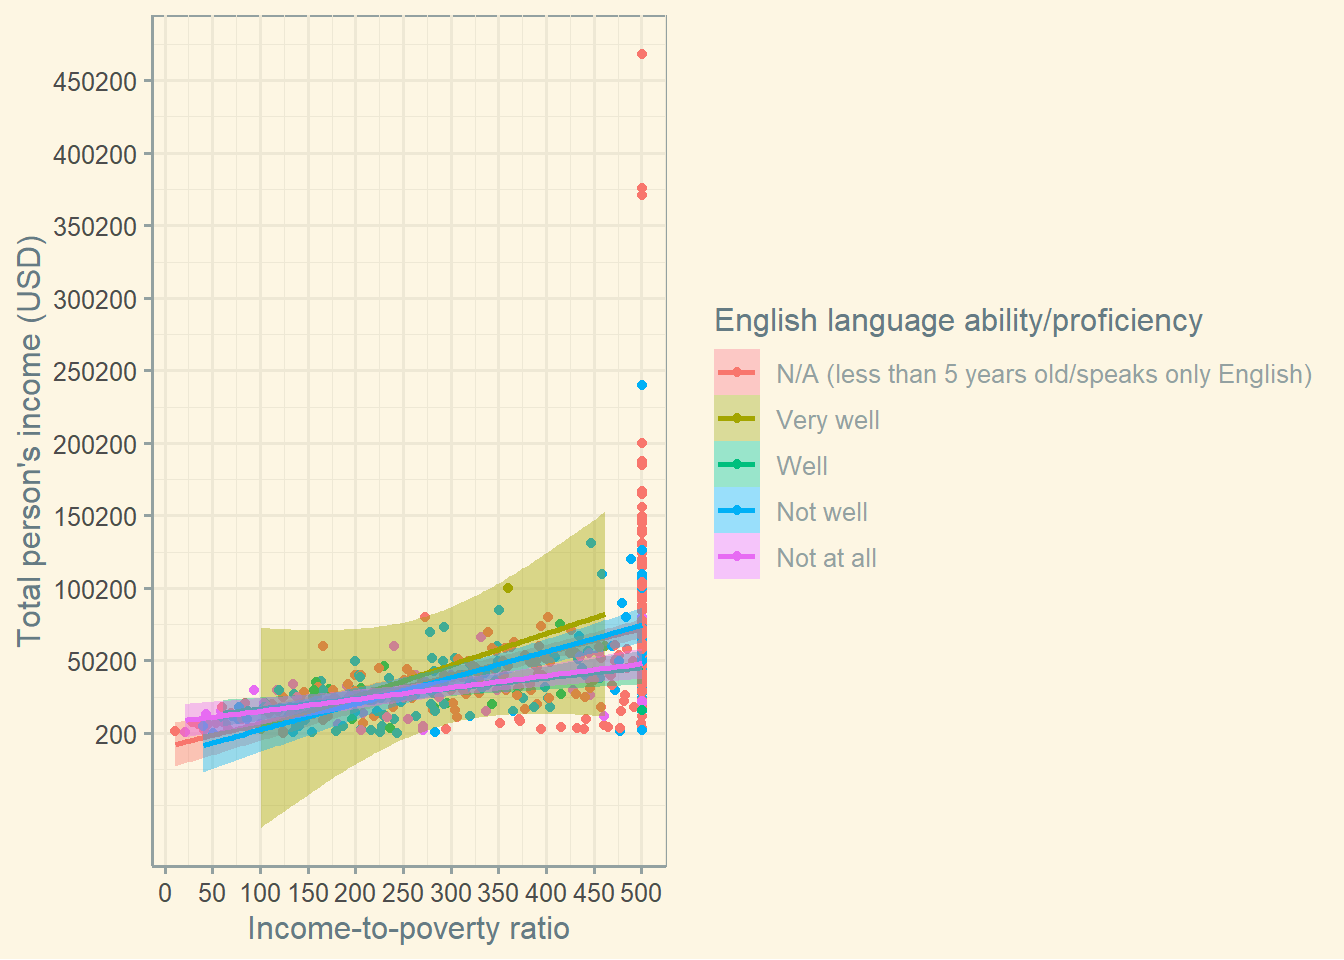 450200
400200
350200
300200
250200
200200
150200
100200
50200
200
Total person's income (USD)
0 50 100 150 200 250 300 350 400 450 500
Income-to-poverty ratio
English language ability/proficiency
N/A (less than 5 years old/speaks only English)
Very well
Well
Not well
Not at all